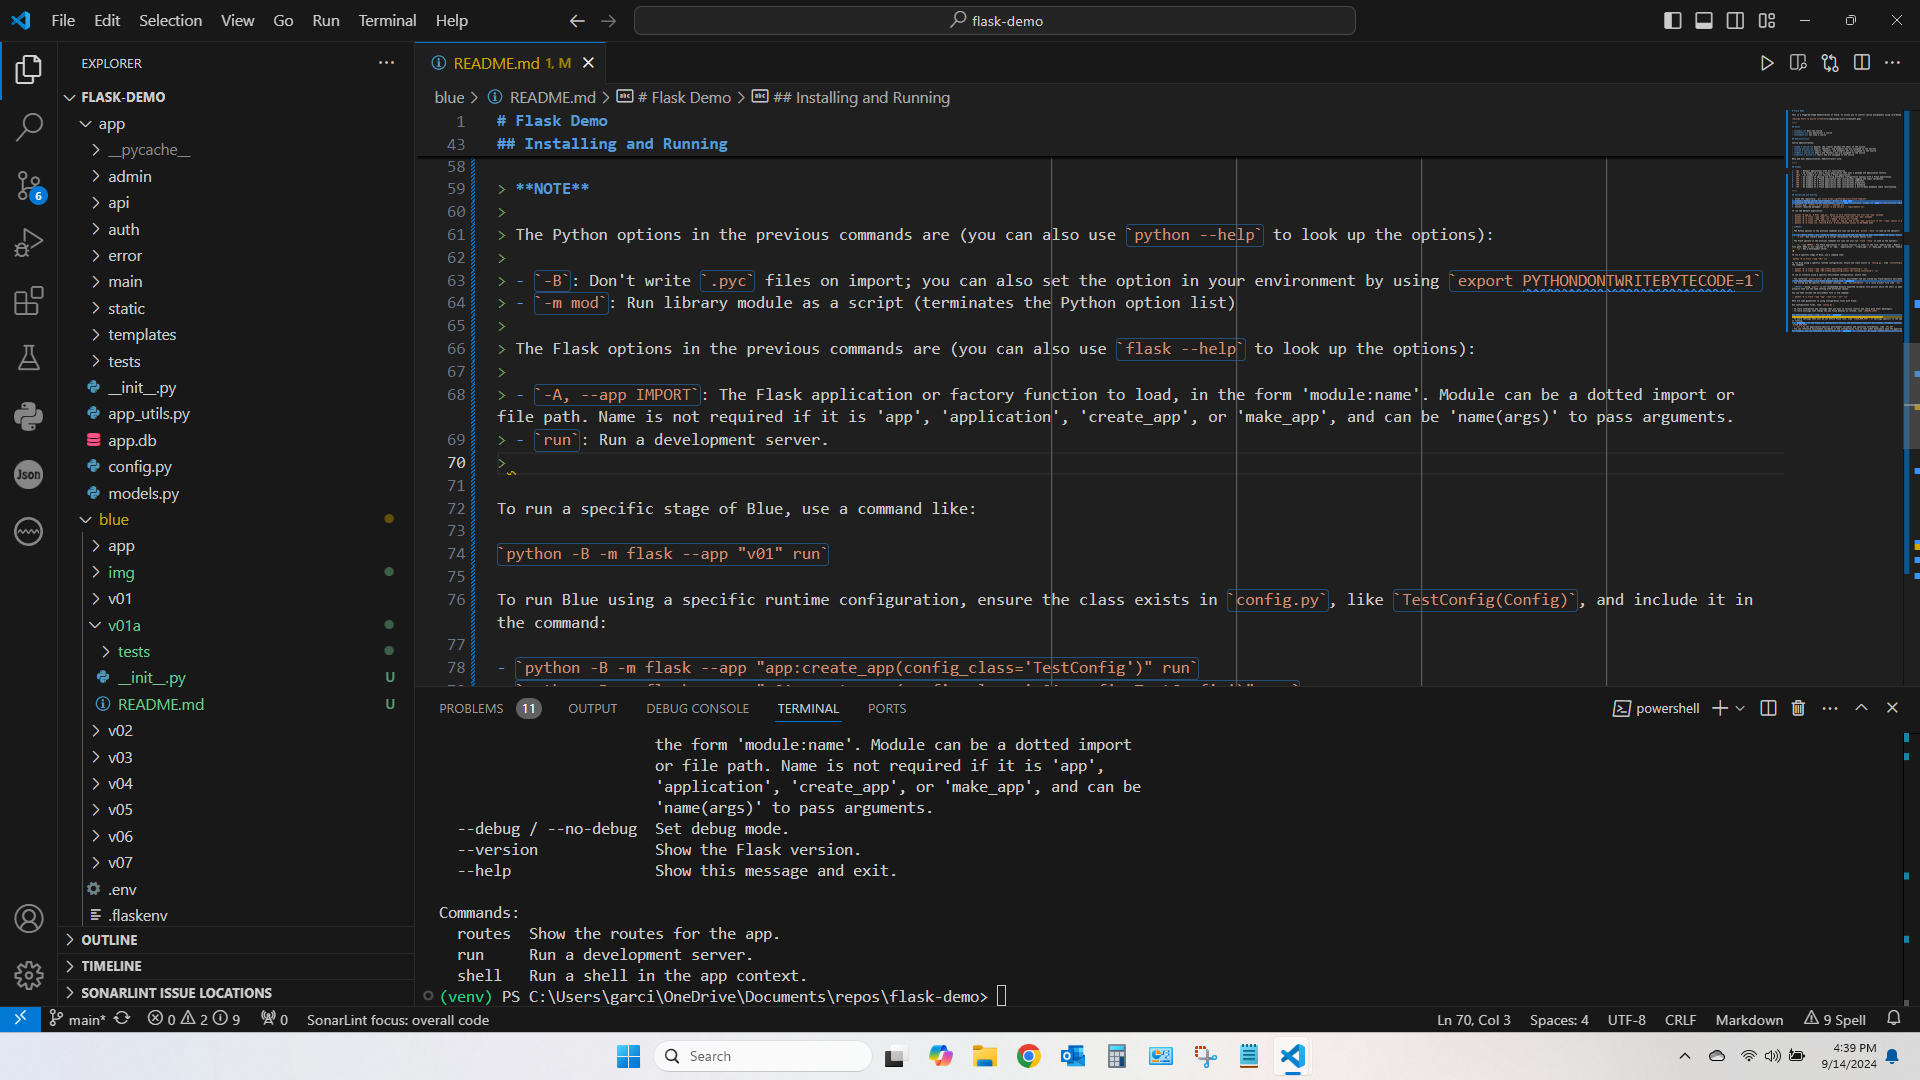 File Edit Selection View Go Run Terminal Help
flask-demo
EXPLORER
FLASK-DEMO
app
__pycache__
admin
api
auth
error
main
static
templates
tests
__init__.py
app_utils.py
app.db
config.py
models.py
blue
app
img
v01
v01a
tests
__init__.py U
README.md U
v02
v03
v04
v05
v06
v07
.env
.flaskenv
OUTLINE
TIMELINE
SONARLINT ISSUE LOCATIONS
6
Json
README.md 1, M
blue > README.md > # Flask Demo > ## Installing and Running
1 # Flask Demo
43 ## Installing and Running
58
59 > **NOTE**
60 >
61 > The Python options in the previous commands are (you can also use `python --help` to look up the options):
62 >
63 > - `-B`: Don't write `.pyc` files on import; you can also set the option in your environment by using `export PYTHONDONTWRITEBYTECODE=1`
64 > - `-m mod`: Run library module as a script (terminates the Python option list)
65 >
66 > The Flask options in the previous commands are (you can also use `flask --help` to look up the options):
67 >
68 > - `-A, --app IMPORT`: The Flask application or factory function to load, in the form 'module:name'. Module can be a dotted import or
file path. Name is not required if it is 'app', 'application', 'create_app', or 'make_app', and can be 'name(args)' to pass arguments.
69 > - `run`: Run a development server.
70 >
71
72 To run a specific stage of Blue, use a command like:
73
74 `python -B -m flask --app "v01" run`
75
76 To run Blue using a specific runtime configuration, ensure the class exists in `config.py`, like `TestConfig(Config)`, and include it in
the command:
77
78 - `python -B -m flask --app "app:create_app(config_class='TestConfig')" run`
PROBLEMS 11 OUTPUT DEBUG CONSOLE TERMINAL PORTS
powershell
the form 'module:name'. Module can be a dotted import
or file path. Name is not required if it is 'app',
'application', 'create_app', or 'make_app', and can be
'name(args)' to pass arguments.
--debug / --no-debug Set debug mode.
--version Show the Flask version.
--help Show this message and exit.
Commands:
routes Show the routes for the app.
run Run a development server.
shell Run a shell in the app context.
(venv) PS C:\Users\garci\OneDrive\Documents\repos\flask-demo>
main* 0 2 9 0 SonarLint focus: overall code
Ln 70, Col 3 Spaces: 4 UTF-8 CRLF Markdown 9 Spell
Search
4:39 PM
9/14/2024